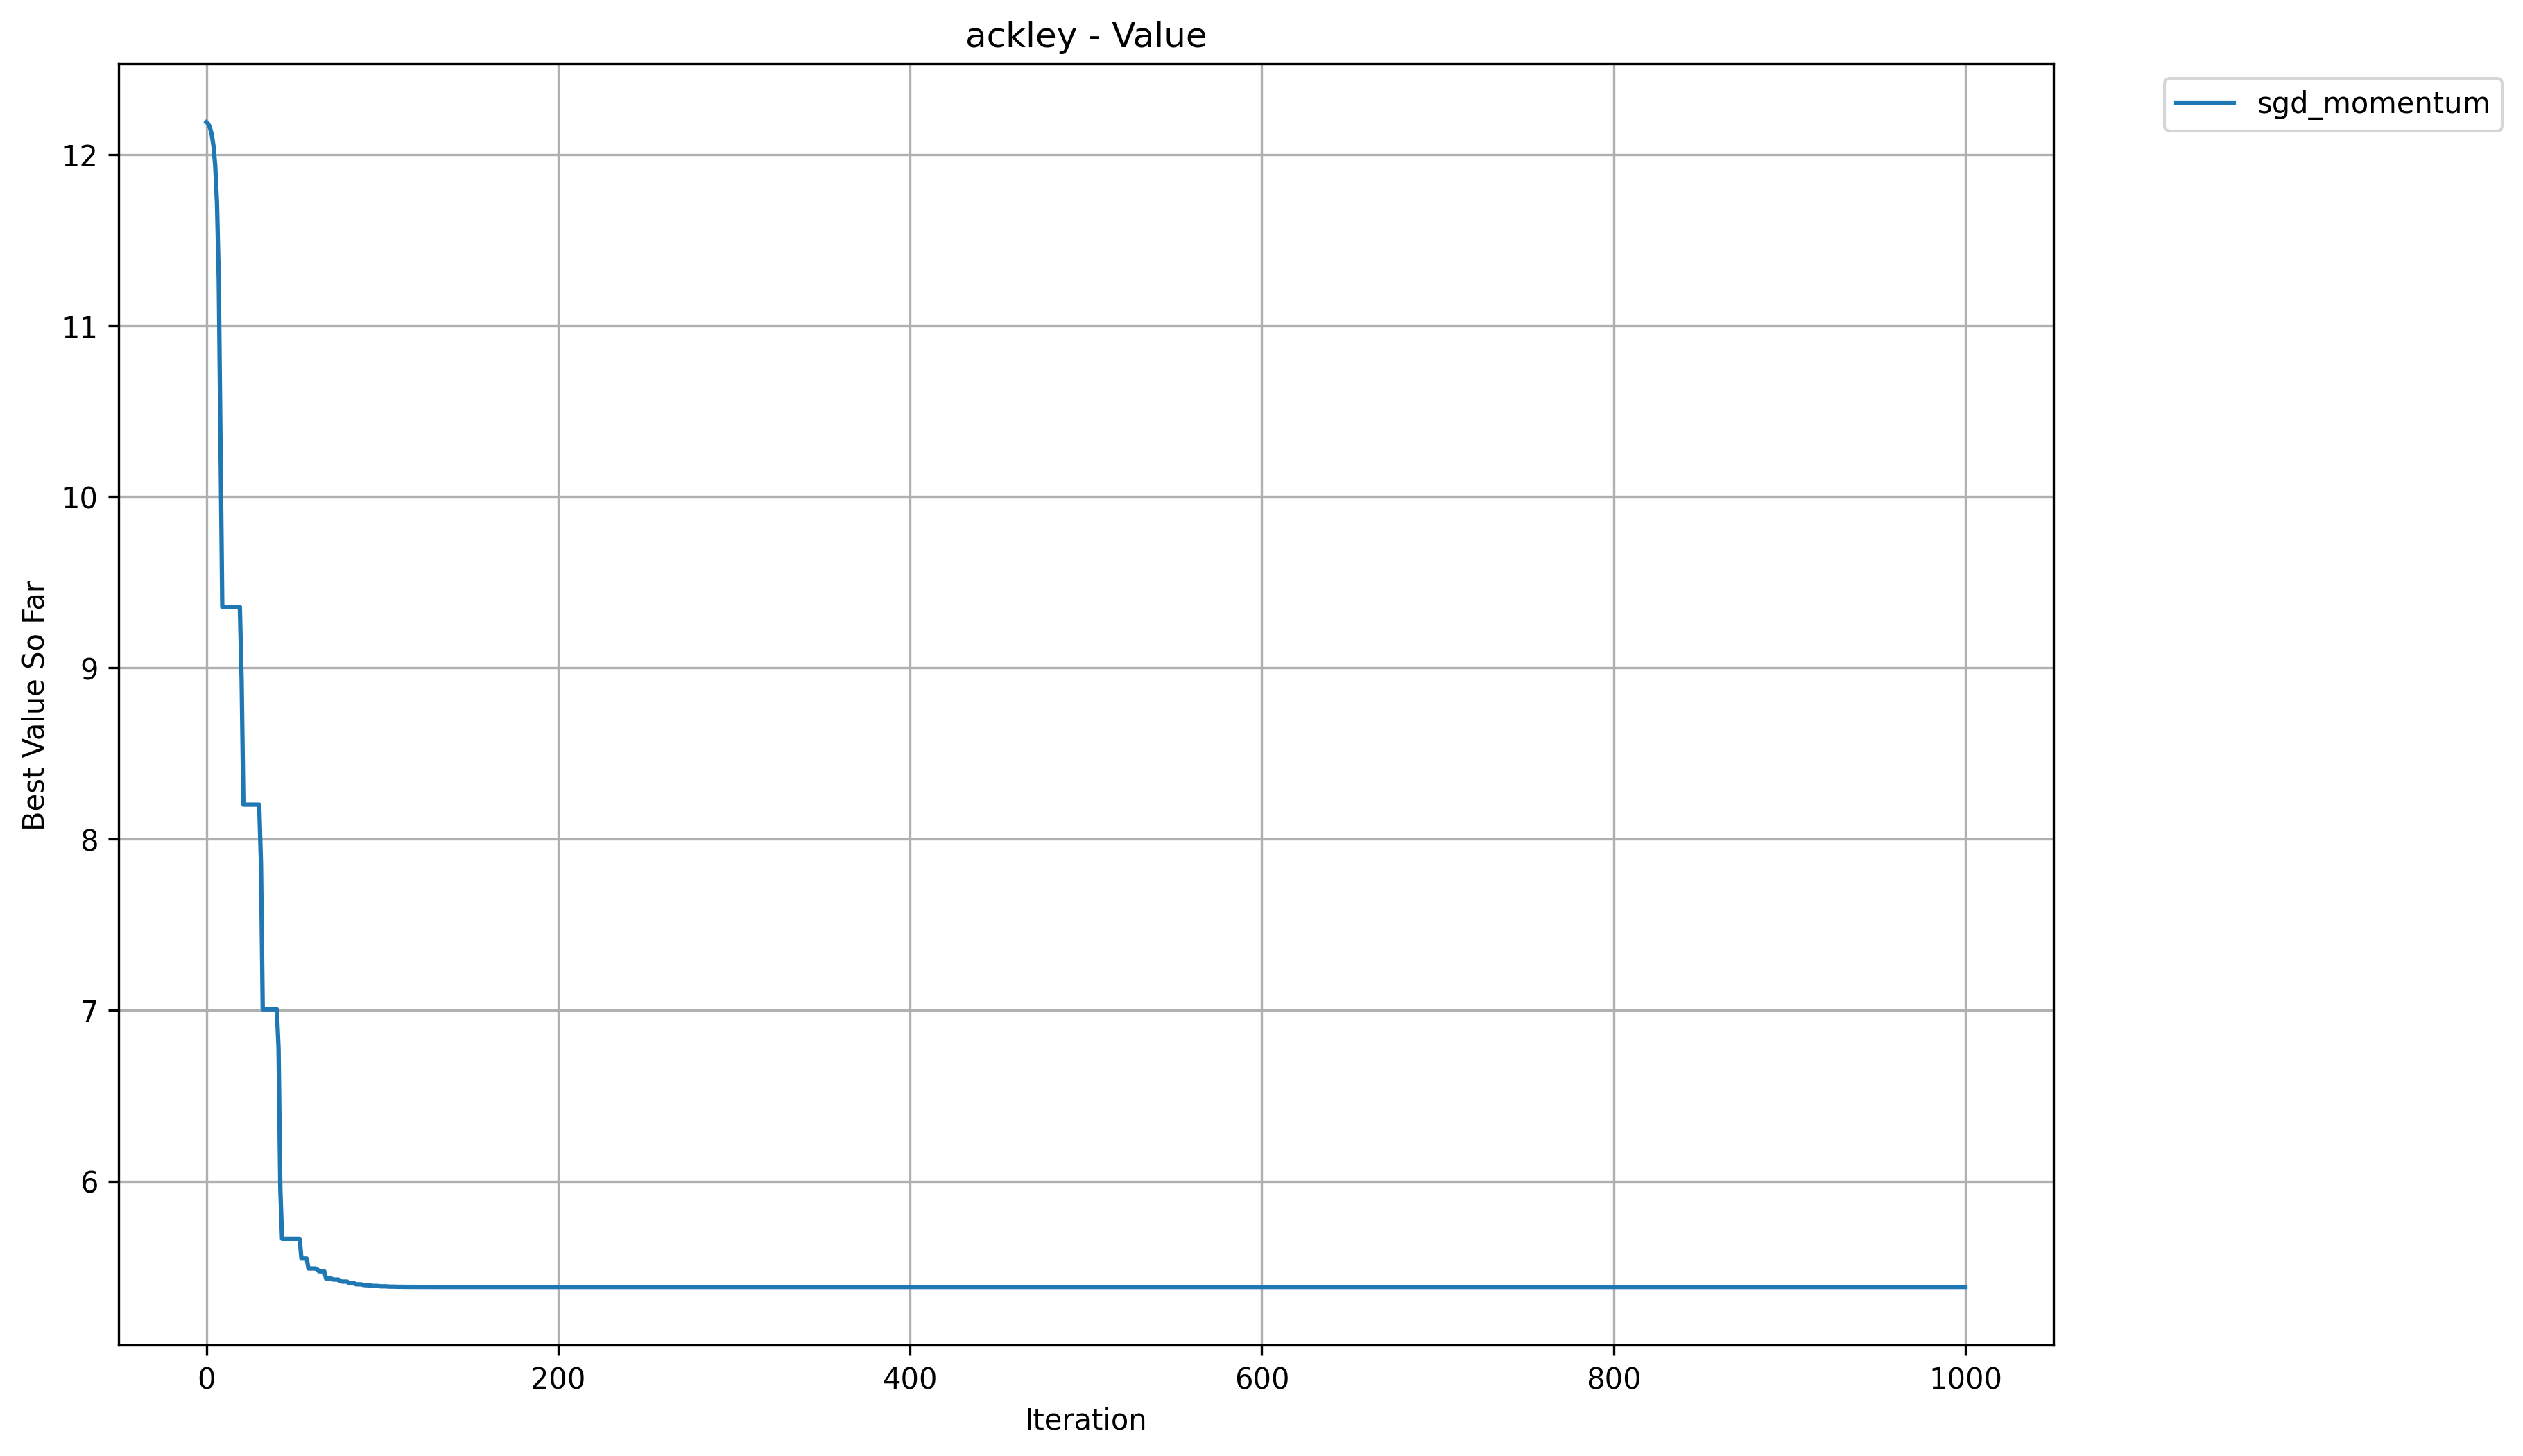 ackley - Value
sgd_momentum
Best Value So Far
12
11
10
9
8
7
6
0 200 400 600 800 1000
Iteration